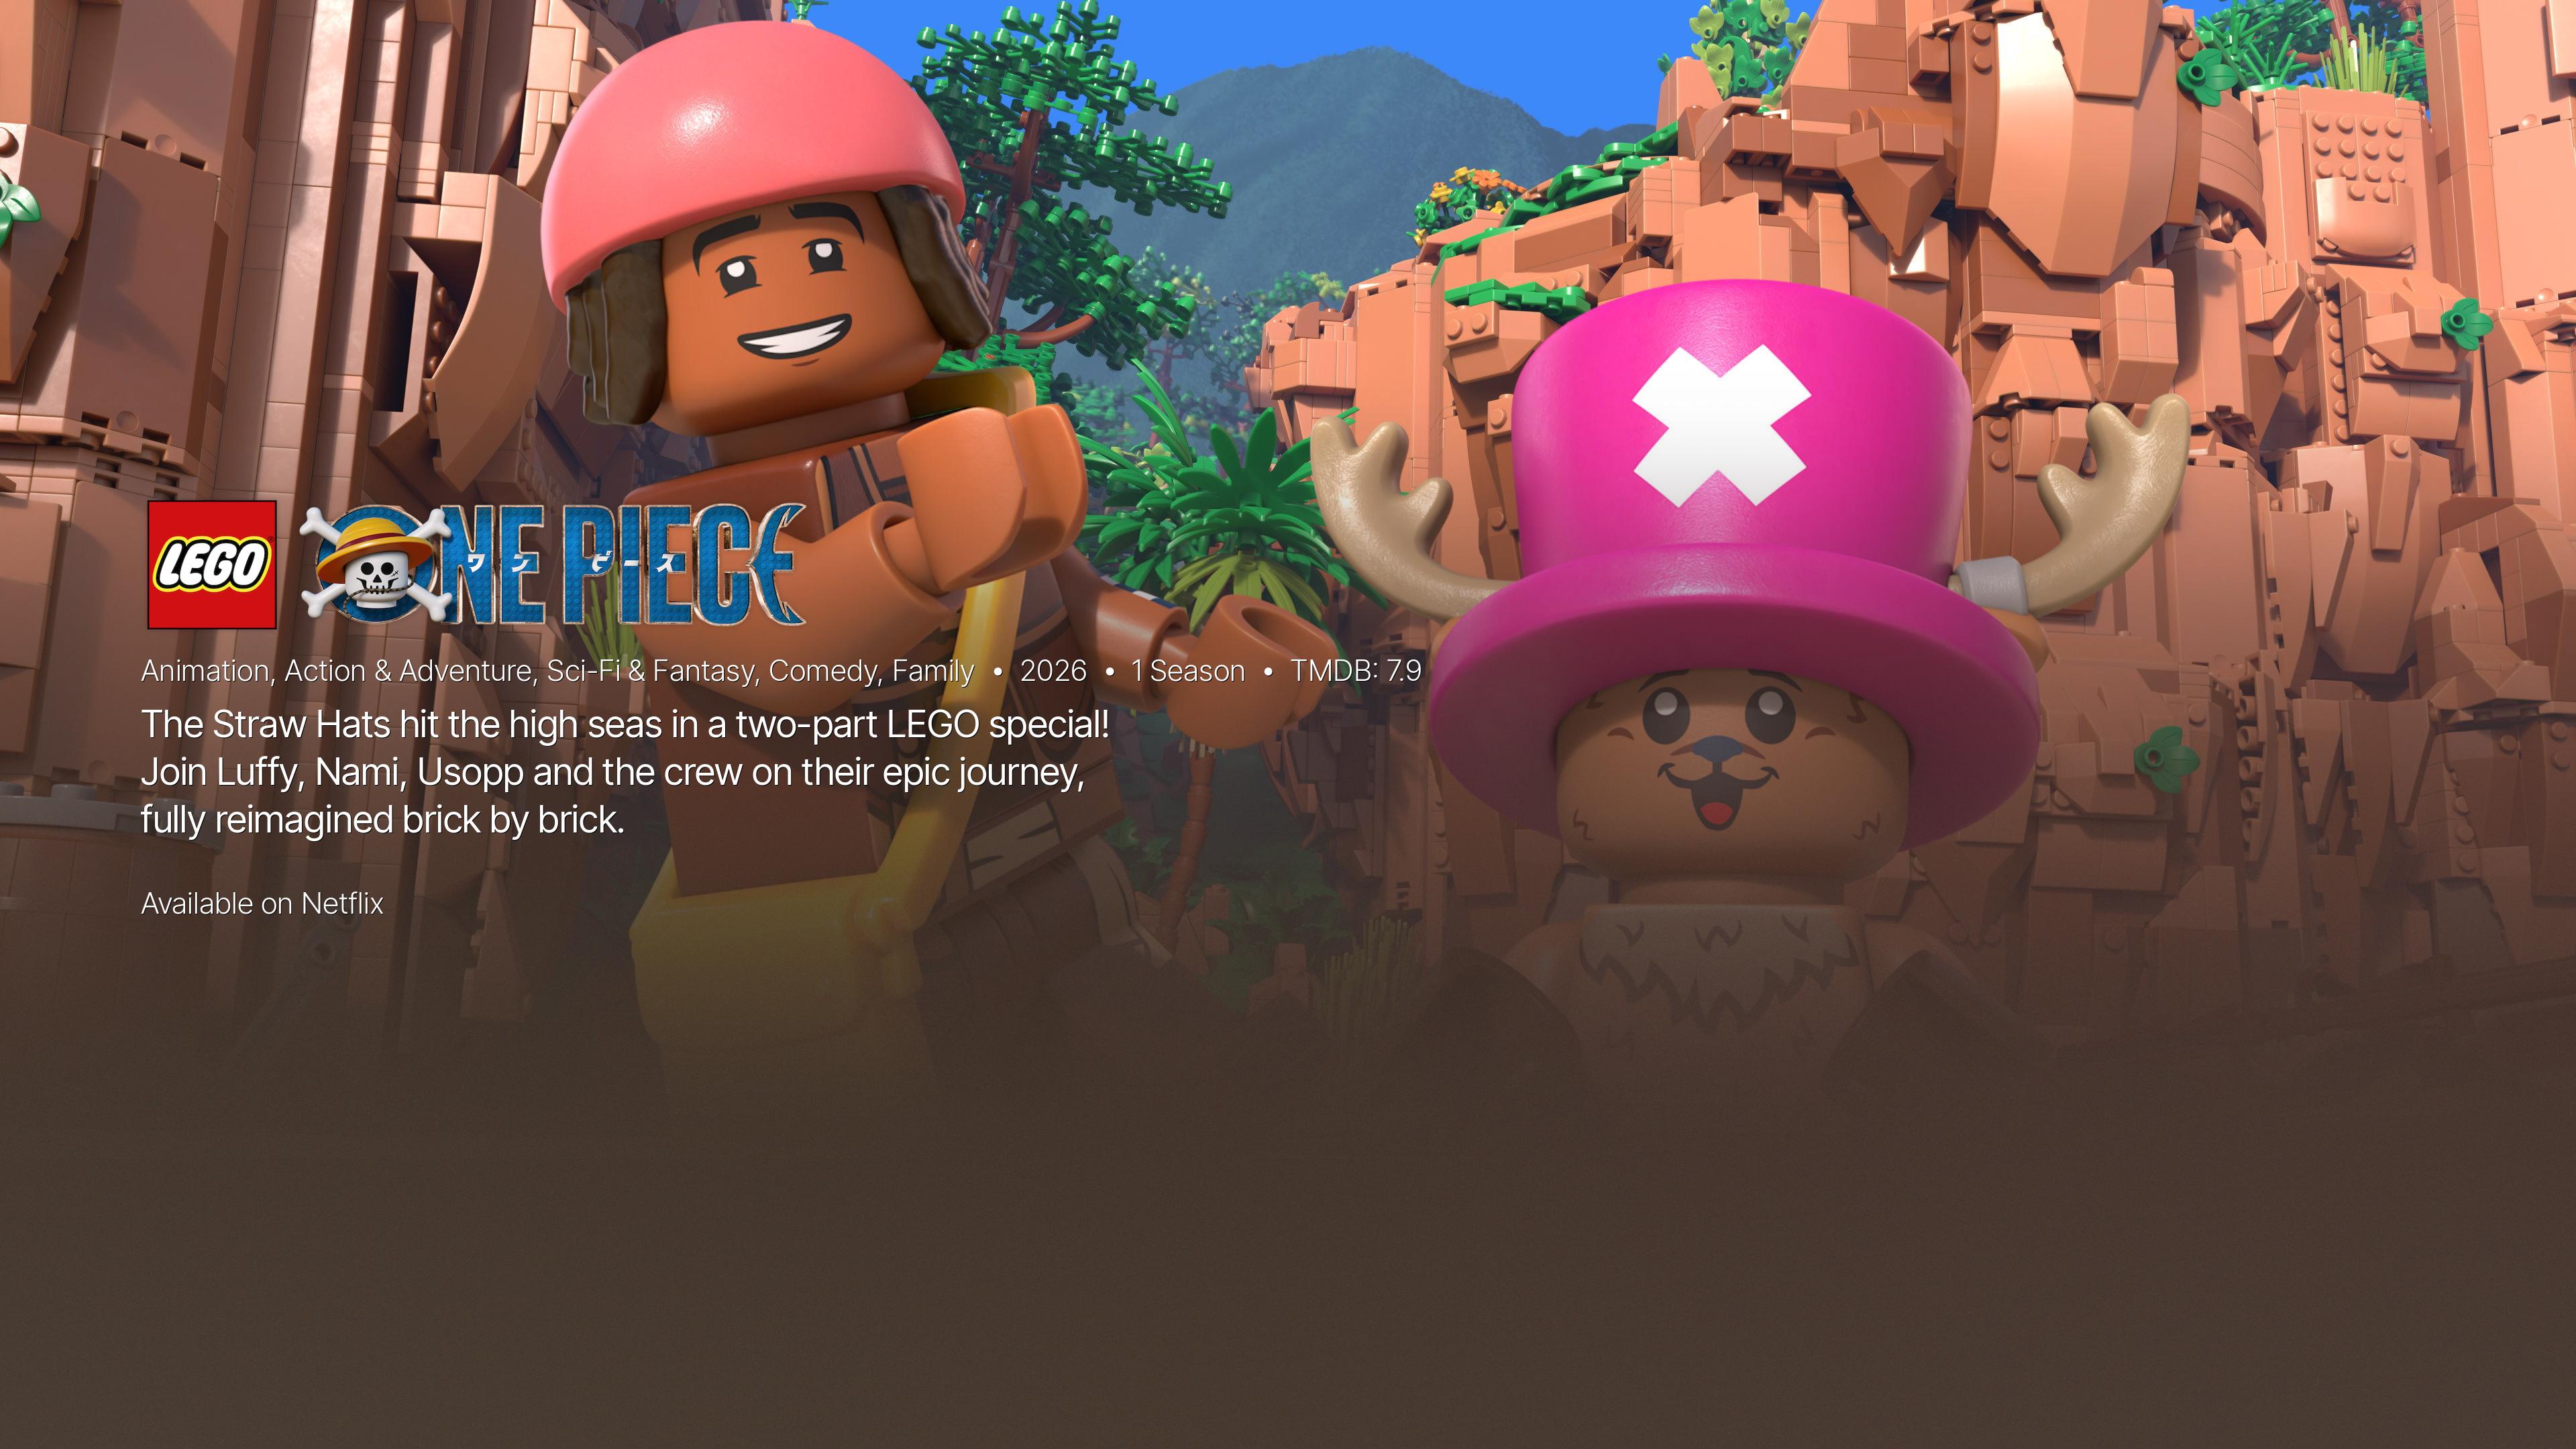 LEGO
ONE PIECE
ワンピース
Animation, Action & Adventure, Sci-Fi & Fantasy, Comedy, Family • 2026 • 1 Season • TMDB: 7.9
The Straw Hats hit the high seas in a two-part LEGO special!
Join Luffy, Nami, Usopp and the crew on their epic journey,
fully reimagined brick by brick.
Available on Netflix